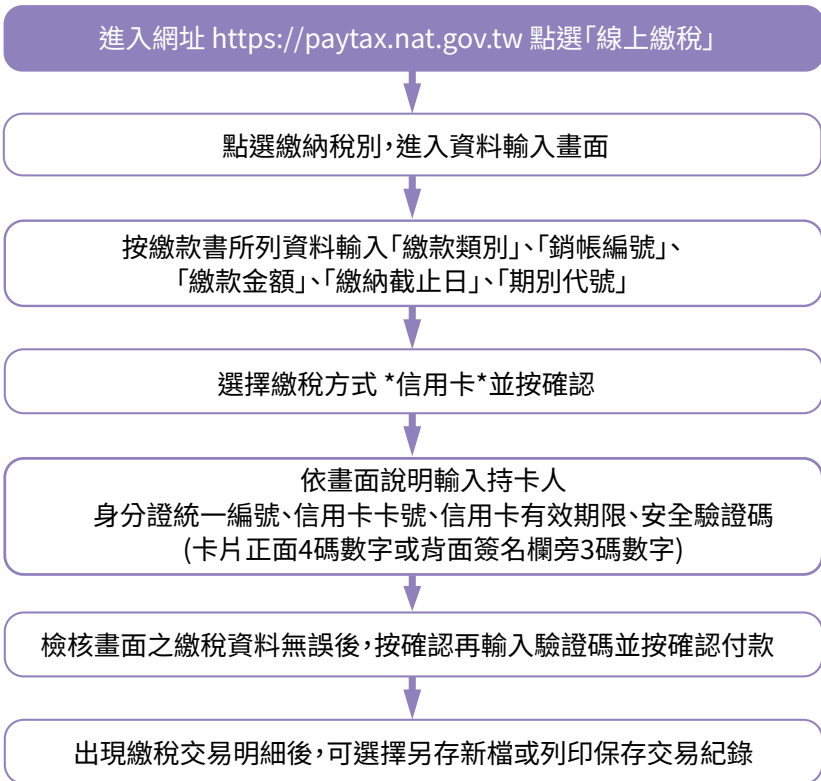 進入網址 https://paytax.nat.gov.tw 點選「線上繳稅」
點選繳納稅別,進入資料輸入畫面
按繳款書所列資料輸入「繳款類別」、「銷帳編號」、
「繳款金額」、「繳納截止日」、「期別代號」
選擇繳稅方式 *信用卡*並按確認
依畫面說明輸入持卡人
身分證統一編號、信用卡卡號、信用卡有效期限、安全驗證碼
(卡片正面4碼數字或背面簽名欄旁3碼數字)
檢核畫面之繳稅資料無誤後,按確認再輸入驗證碼並按確認付款
出現繳稅交易明細後,可選擇另存新檔或列印保存交易紀錄